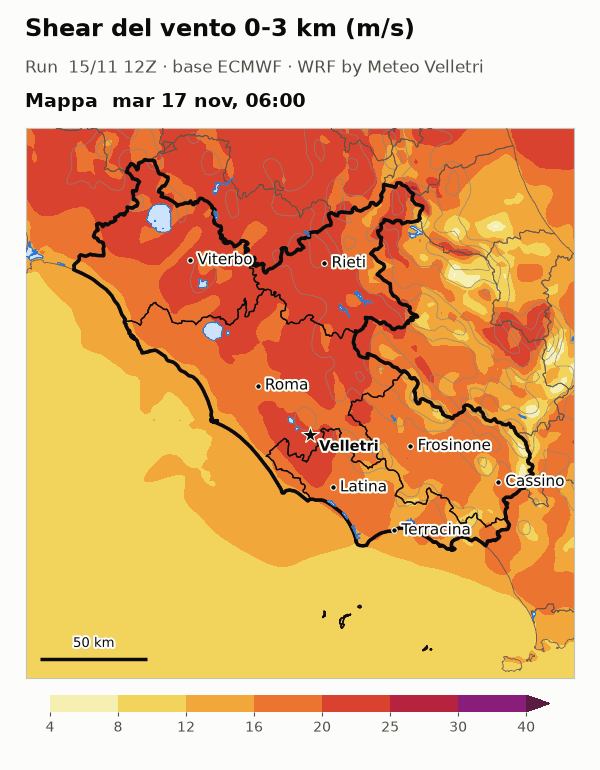 Shear del vento 0-3 km (m/s)
Run 15/11 12Z · base ECMWF · WRF by Meteo Velletri
Mappa mar 17 nov, 06:00
Viterbo
Rieti
Roma
Velletri
Frosinone
Cassino
Latina
Terracina
50 km
4 8 12 16 20 25 30 40